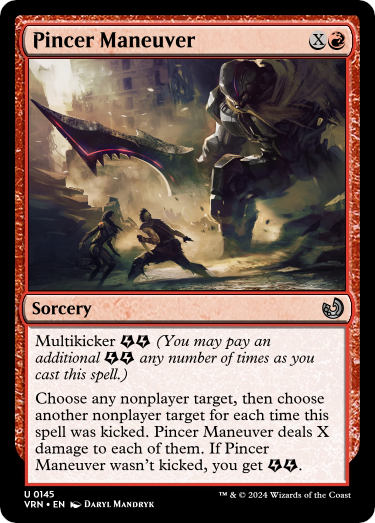 Pincer Maneuver X
Sorcery
Multikicker (You may pay an
additional any number of times as you
cast this spell.)
Choose any nonplayer target, then choose
another nonplayer target for each time this
spell was kicked. Pincer Maneuver deals X
damage to each of them. If Pincer
Maneuver wasn't kicked, you get .
U 0145
VRN • EN Daryl Mandryk
™ & © 2024 Wizards of the Coast